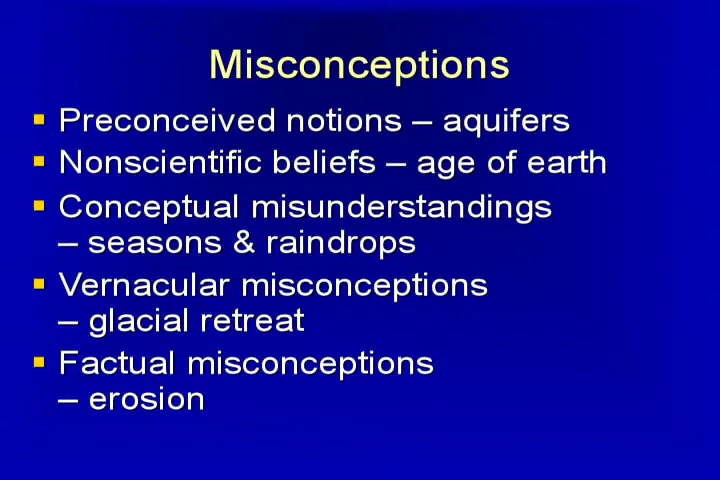 Misconceptions
Preconceived notions – aquifers
Nonscientific beliefs – age of earth
Conceptual misunderstandings
– seasons & raindrops
Vernacular misconceptions
– glacial retreat
Factual misconceptions
– erosion